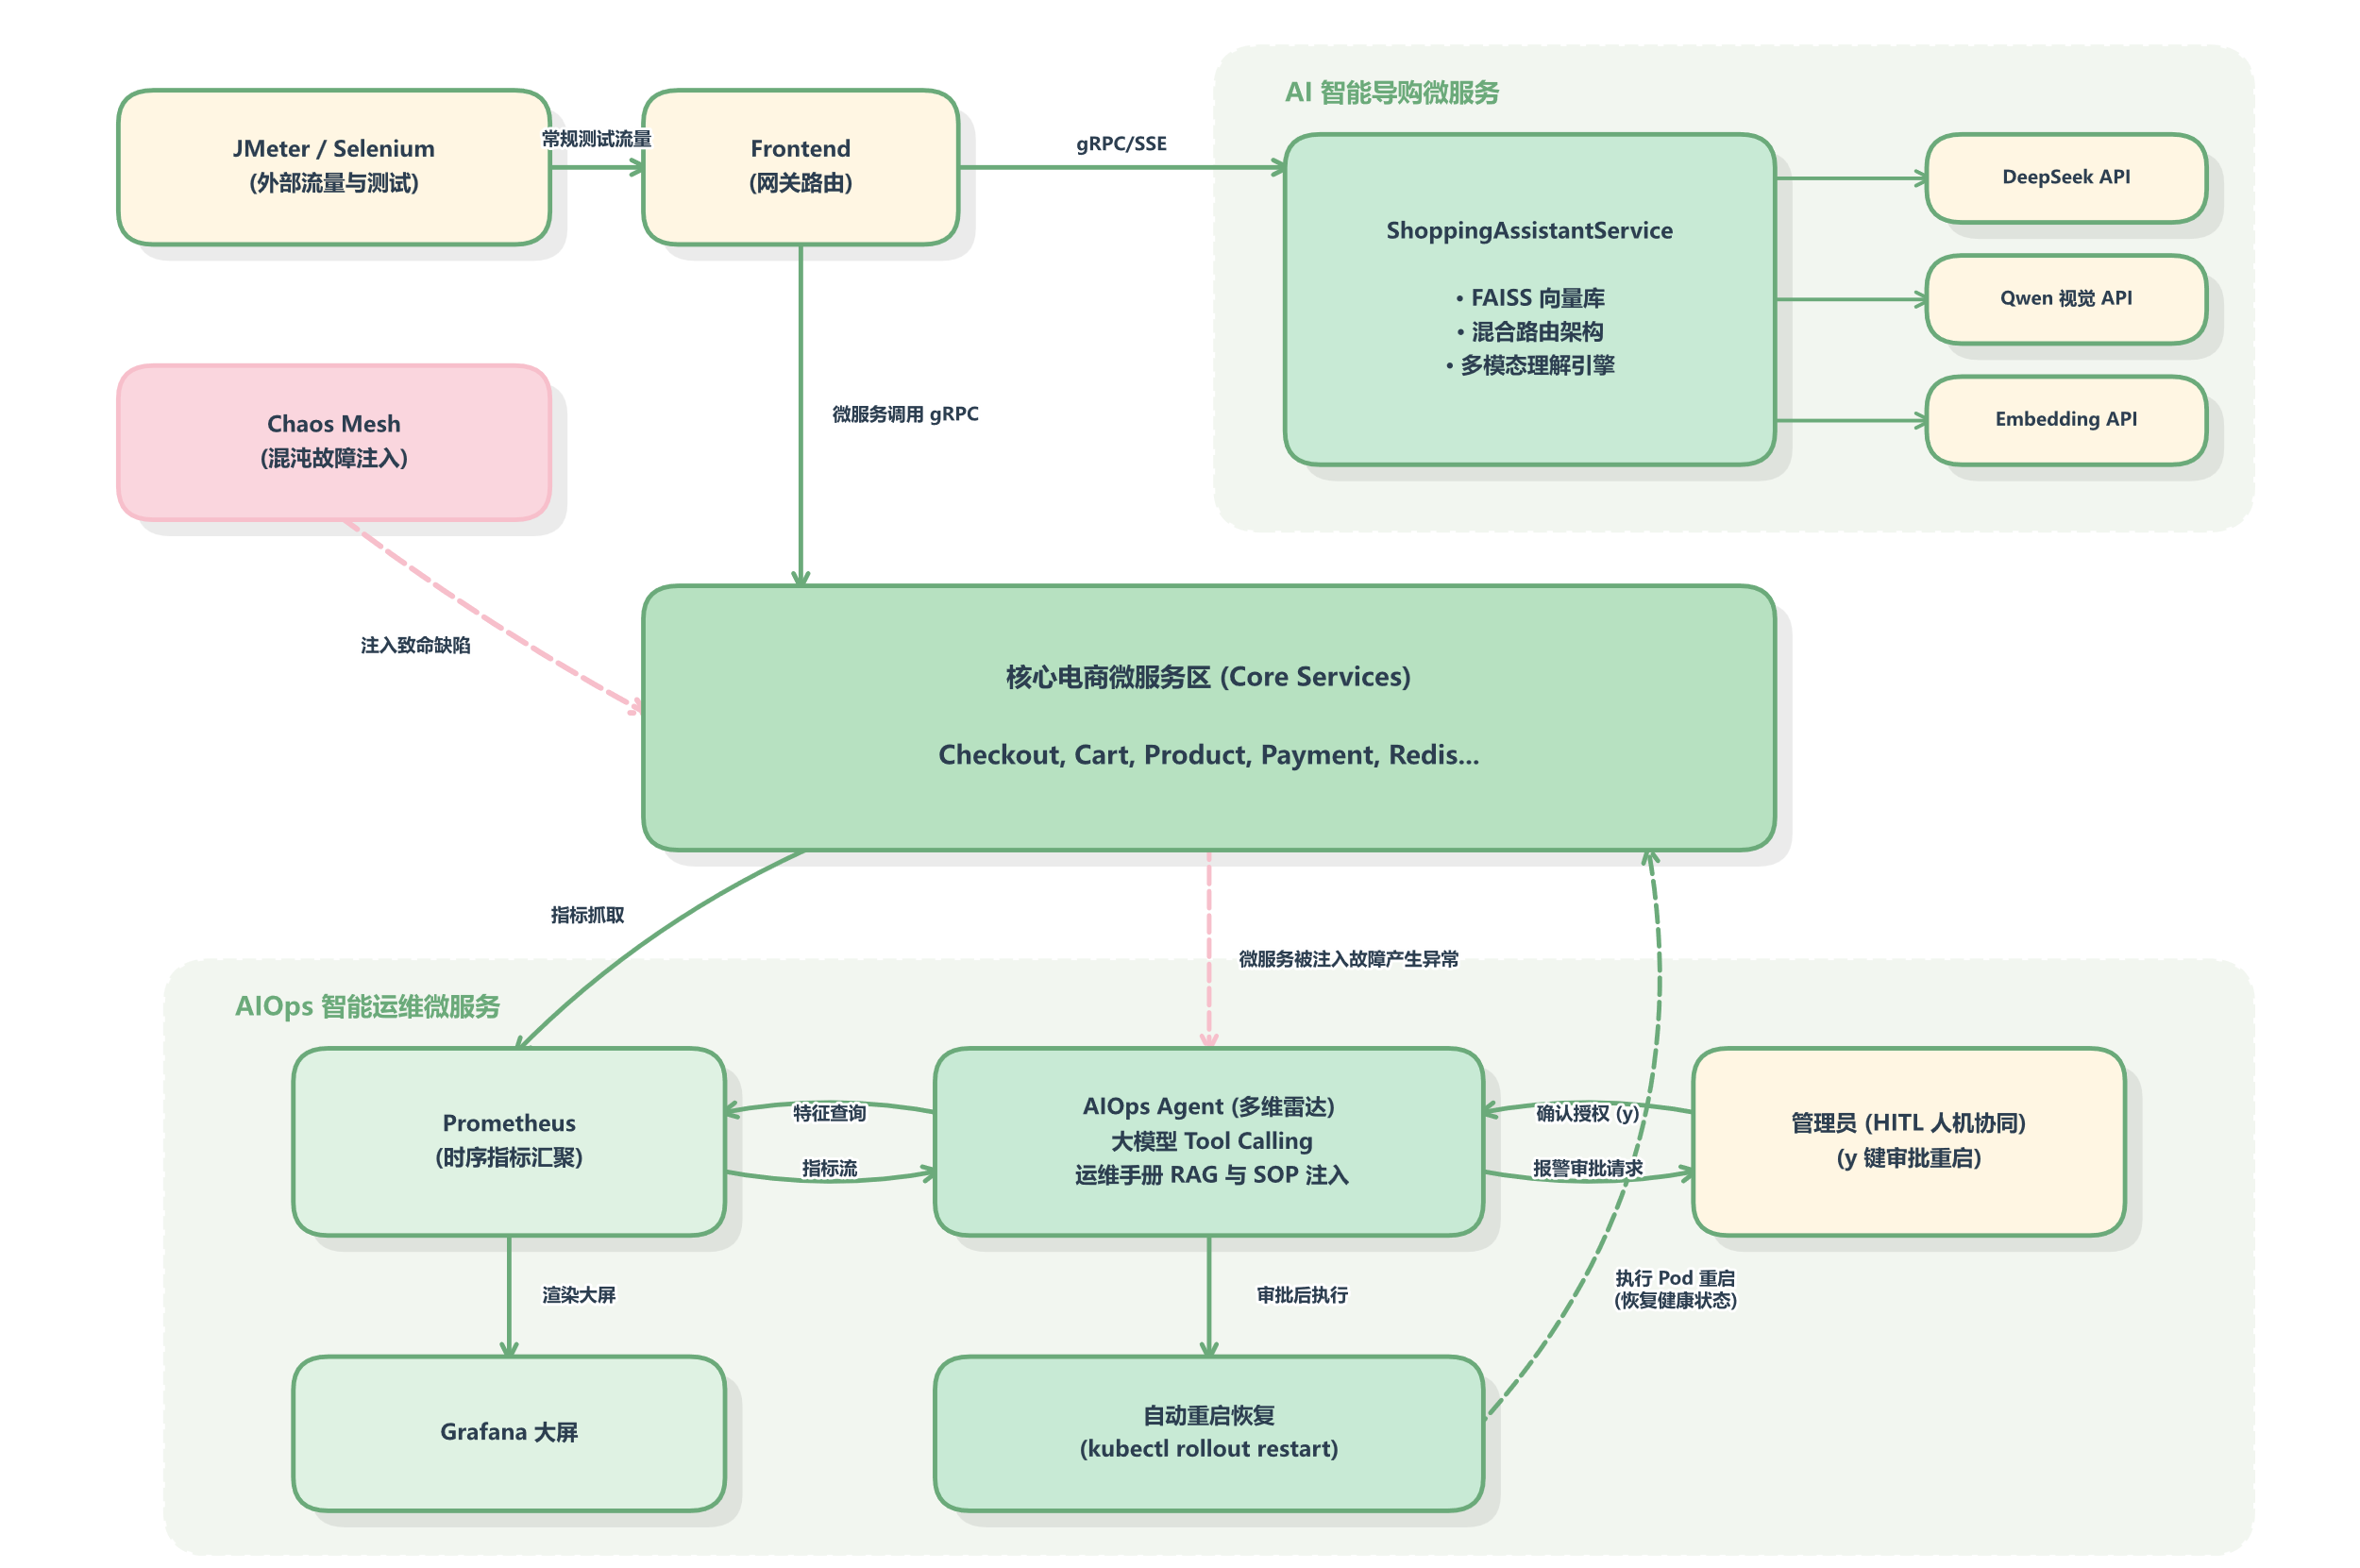 AI 智能导购微服务
JMeter / Selenium
(外部流量与测试)
常规测试流量
Frontend
(网关路由)
gRPC/SSE
ShoppingAssistantService
• FAISS 向量库
• 混合路由架构
• 多模态理解引擎
DeepSeek API
Qwen 视觉 API
Embedding API
Chaos Mesh
(混沌故障注入)
微服务调用 gRPC
注入致命缺陷
核心电商微服务区 (Core Services)
Checkout, Cart, Product, Payment, Redis...
指标抓取
微服务被注入故障产生异常
AIOps 智能运维微服务
Prometheus
(时序指标汇聚)
特征查询
指标流
AIOps Agent (多维雷达)
大模型 Tool Calling
运维手册 RAG 与 SOP 注入
确认授权 (y)
报警审批请求
管理员 (HITL 人机协同)
(y 键审批重启)
渲染大屏
审批后执行
执行 Pod 重启
(恢复健康状态)
Grafana 大屏
自动重启恢复
(kubectl rollout restart)